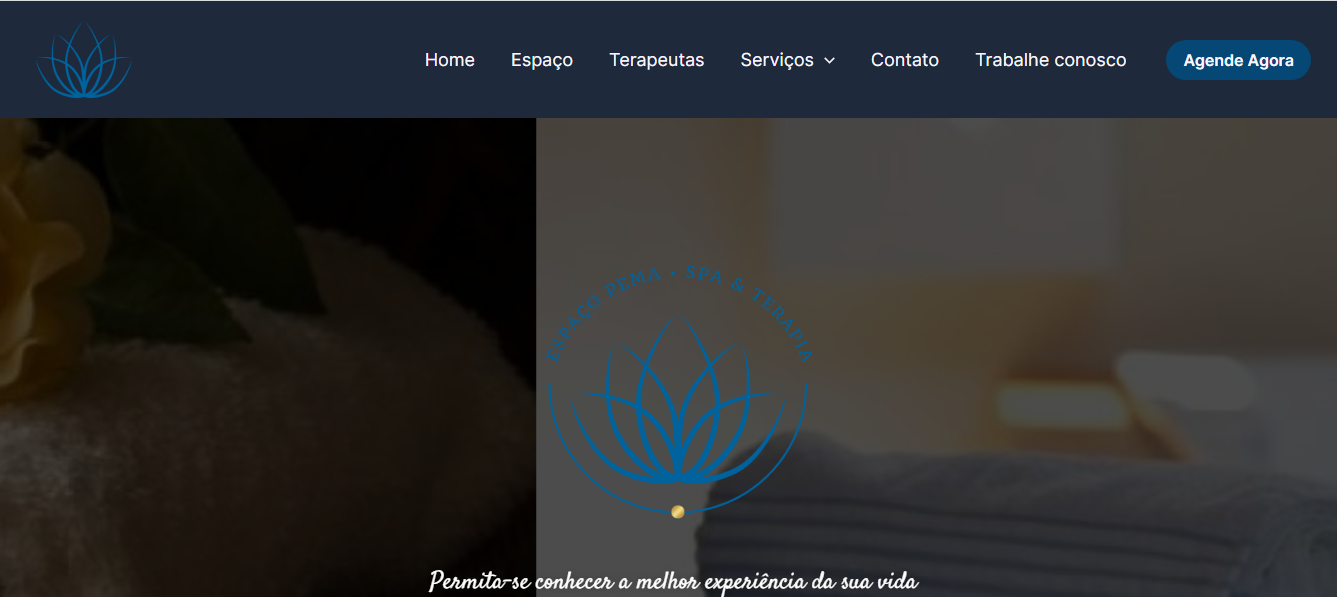 Home Espaço Terapeutas Serviços Contato Trabalhe conosco Agende Agora
ESPAÇO PEMA • SPA & TERAPIA
Permita-se conhecer a melhor experiência da sua vida